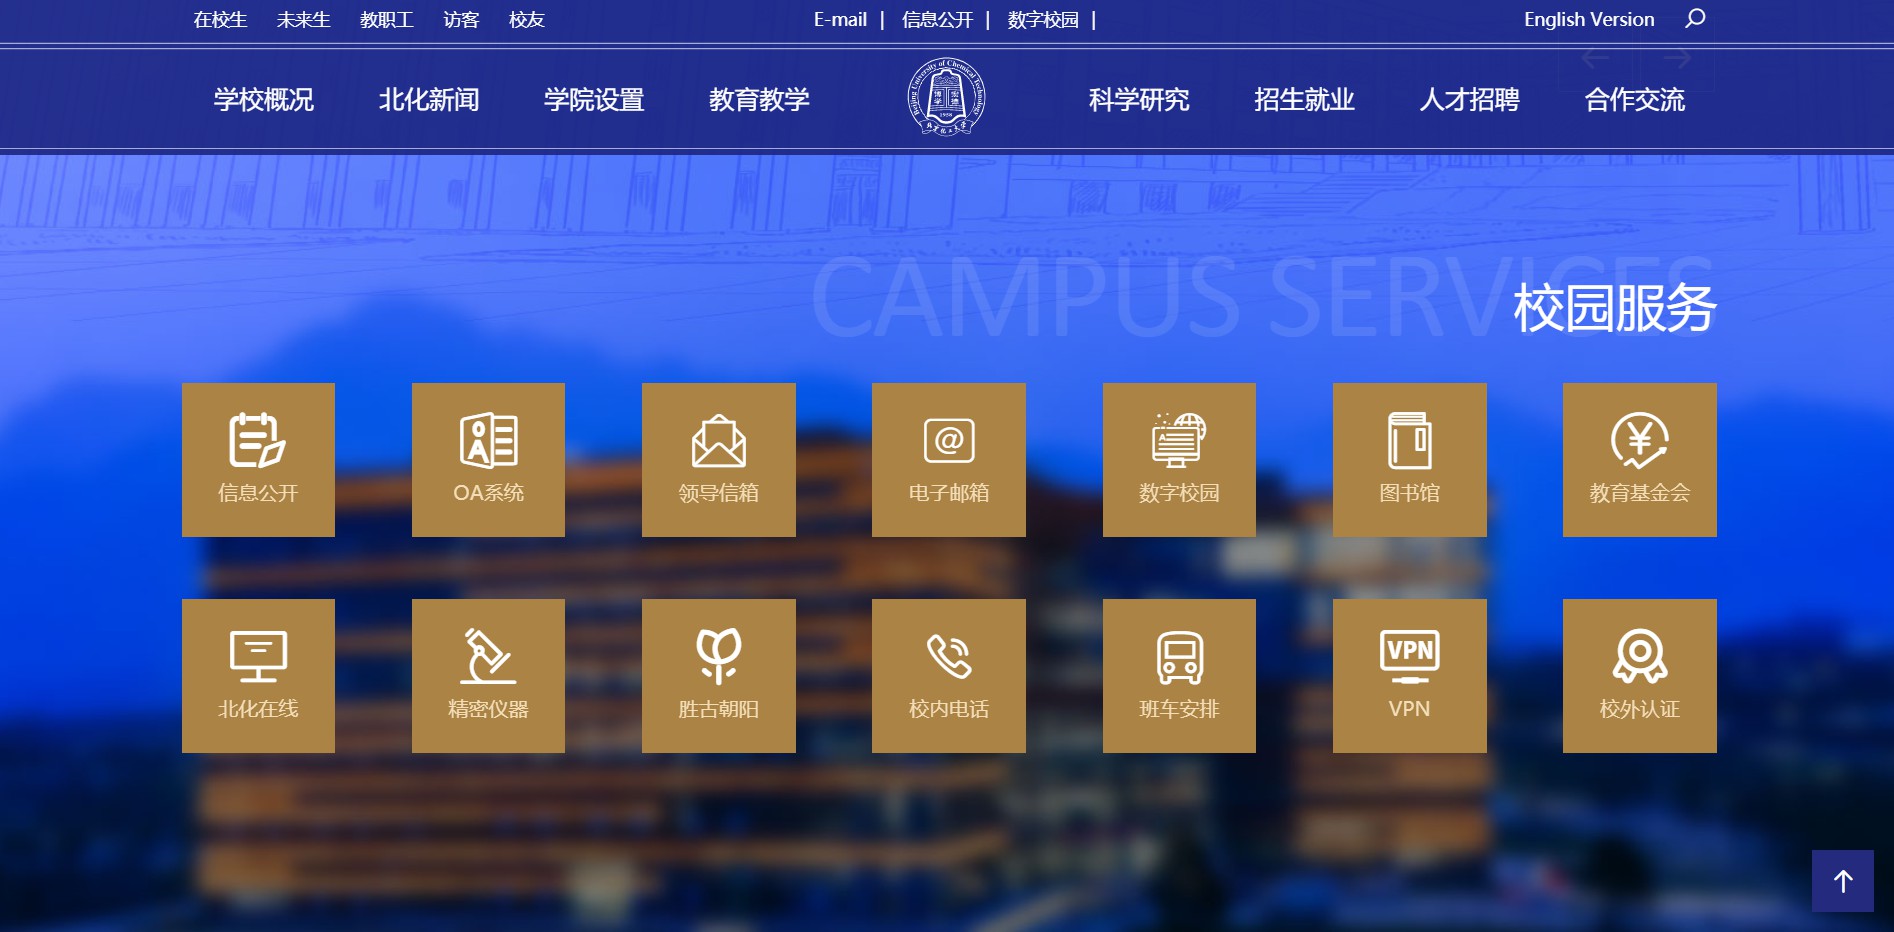 在校生 未来生 教职工 访客 校友 E-mail | 信息公开 | 数字校园 | English Version
学校概况 北化新闻 学院设置 教育教学 科学研究 招生就业 人才招聘 合作交流
Beijing University of Chemical Technology
1958
CAMPUS SERVICES
校园服务
信息公开 OA系统 领导信箱 电子邮箱 数字校园 图书馆 教育基金会
VPN
北化在线 精密仪器 胜古朝阳 校内电话 班车安排 VPN 校外认证